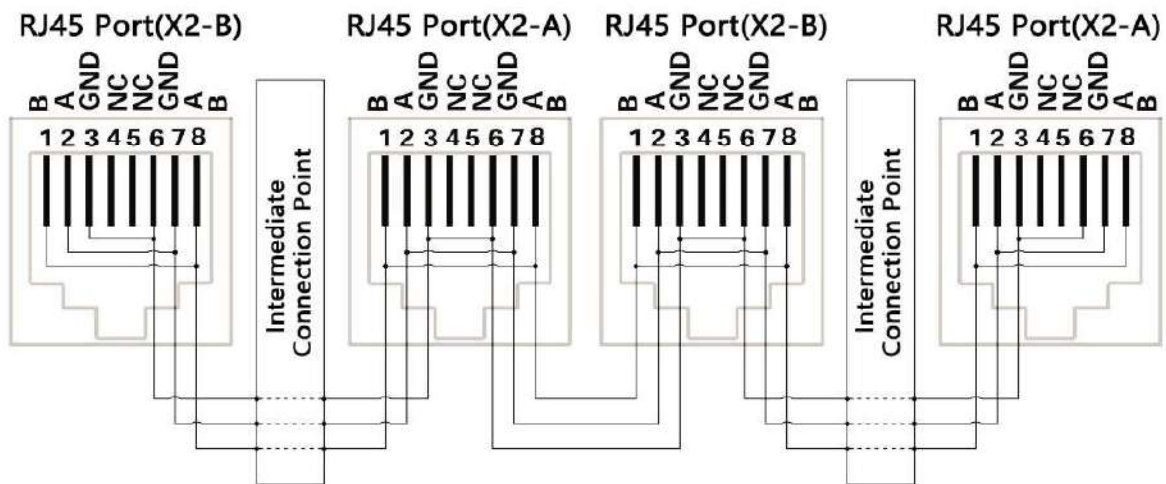 RJ45 Port(X2-B) RJ45 Port(X2-A) RJ45 Port(X2-B) RJ45 Port(X2-A)
B A GND NC NC GND A B
B A GND NC NC GND A B
B A GND NC NC GND A B
B A GND NC NC GND A B
1 2 3 4 5 6 7 8
1 2 3 4 5 6 7 8
1 2 3 4 5 6 7 8
1 2 3 4 5 6 7 8
Intermediate
Connection Point
Intermediate
Connection Point